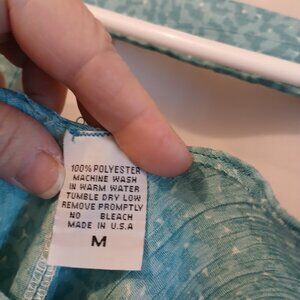 100% POLYESTER
MACHINE WASH
IN WARM WATER
TUMBLE DRY LOW
REMOVE PROMPTLY
NO BLEACH
MADE IN U.S.A
M